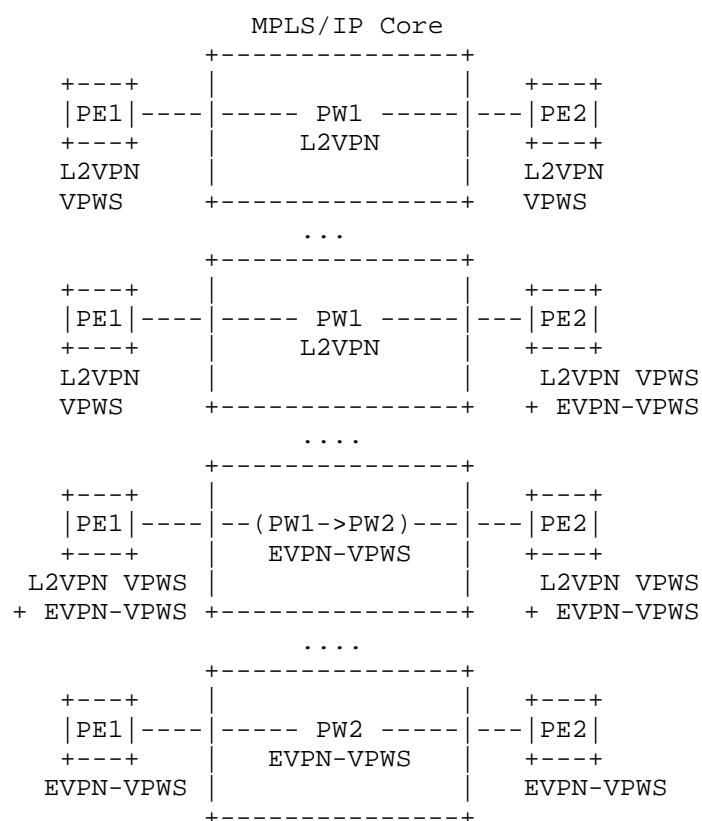 MPLS/IP Core
+---------------+
+---+ | | +---+
|PE1|----|----- PW1 -----|---|PE2|
+---+ | L2VPN | +---+
L2VPN | | L2VPN
VPWS +---------------+ VPWS
...
+---------------+
+---+ | | +---+
|PE1|----|----- PW1 -----|---|PE2|
+---+ | L2VPN | +---+
L2VPN | | L2VPN VPWS
VPWS +---------------+ + EVPN-VPWS
....
+---------------+
+---+ | | +---+
|PE1|----|--(PW1->PW2)---|---|PE2|
+---+ | EVPN-VPWS | +---+
L2VPN VPWS | | L2VPN VPWS
+ EVPN-VPWS +---------------+ + EVPN-VPWS
....
+---------------+
+---+ | | +---+
|PE1|----|----- PW2 -----|---|PE2|
+---+ | EVPN-VPWS | +---+
EVPN-VPWS | | EVPN-VPWS
+---------------+